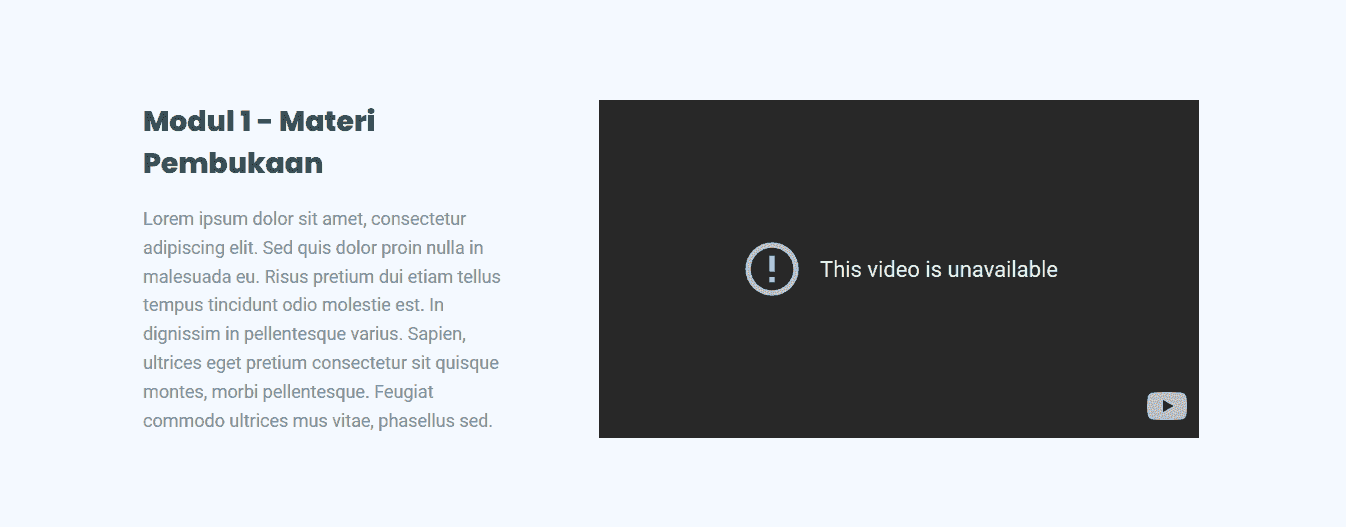 Modul 1 – Materi
Pembukaan
Lorem ipsum dolor sit amet, consectetur
adipiscing elit. Sed quis dolor proin nulla in
malesuada eu. Risus pretium dui etiam tellus
tempus tincidunt odio molestie est. In
dignissim in pellentesque varius. Sapien,
ultrices eget pretium consectetur sit quisque
montes, morbi pellentesque. Feugiat
commodo ultrices mus vitae, phasellus sed.
This video is unavailable